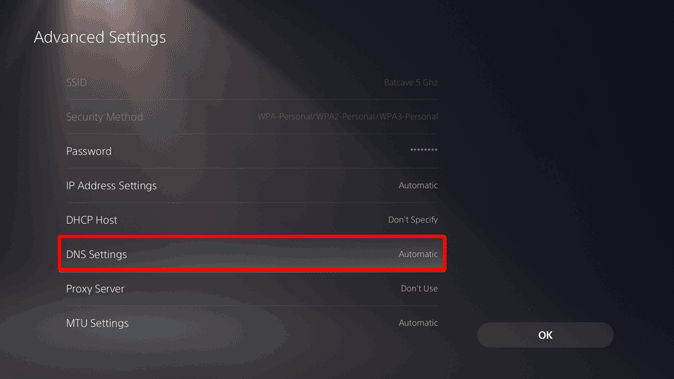 Advanced Settings
SSID Batcave 5 Ghz
Security Method WPA-Personal/WPA2-Personal/WPA3-Personal
Password ••••••••
IP Address Settings Automatic
DHCP Host Don't Specify
DNS Settings Automatic
Proxy Server Don't Use
MTU Settings Automatic
OK